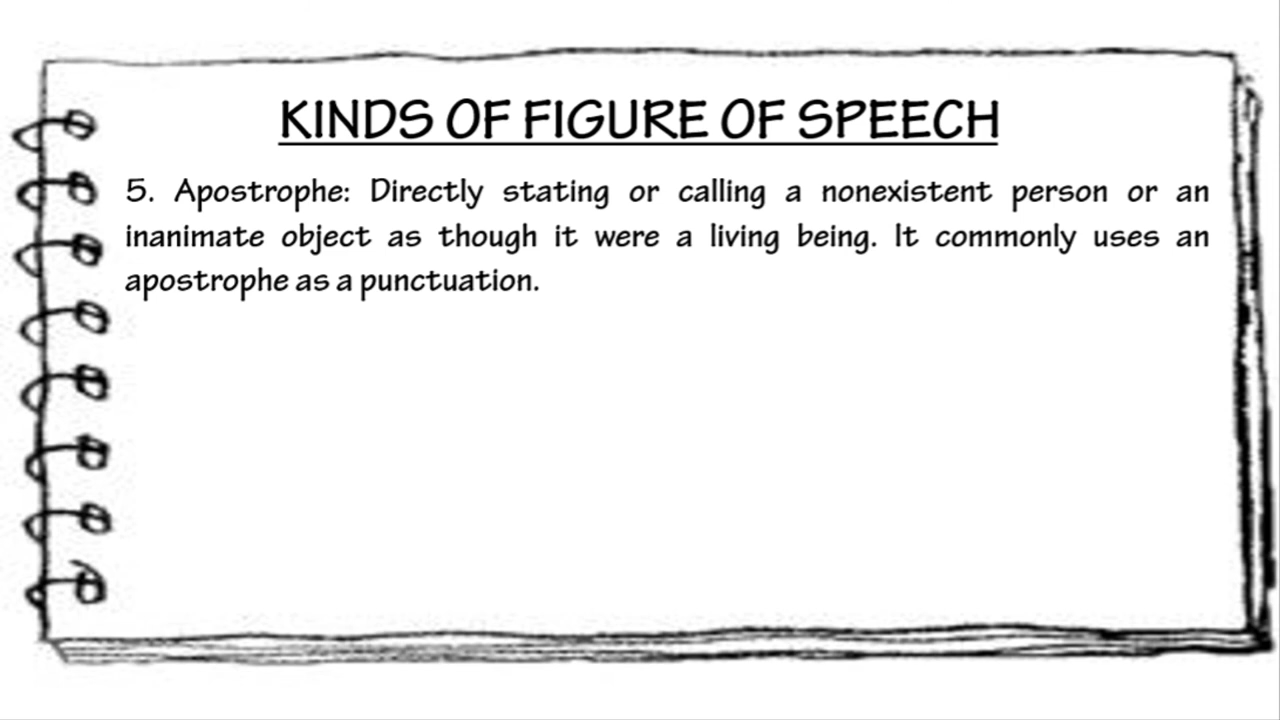 KINDS OF FIGURE OF SPEECH
5. Apostrophe: Directly stating or calling a nonexistent person or an
inanimate object as though it were a living being. It commonly uses an
apostrophe as a punctuation.